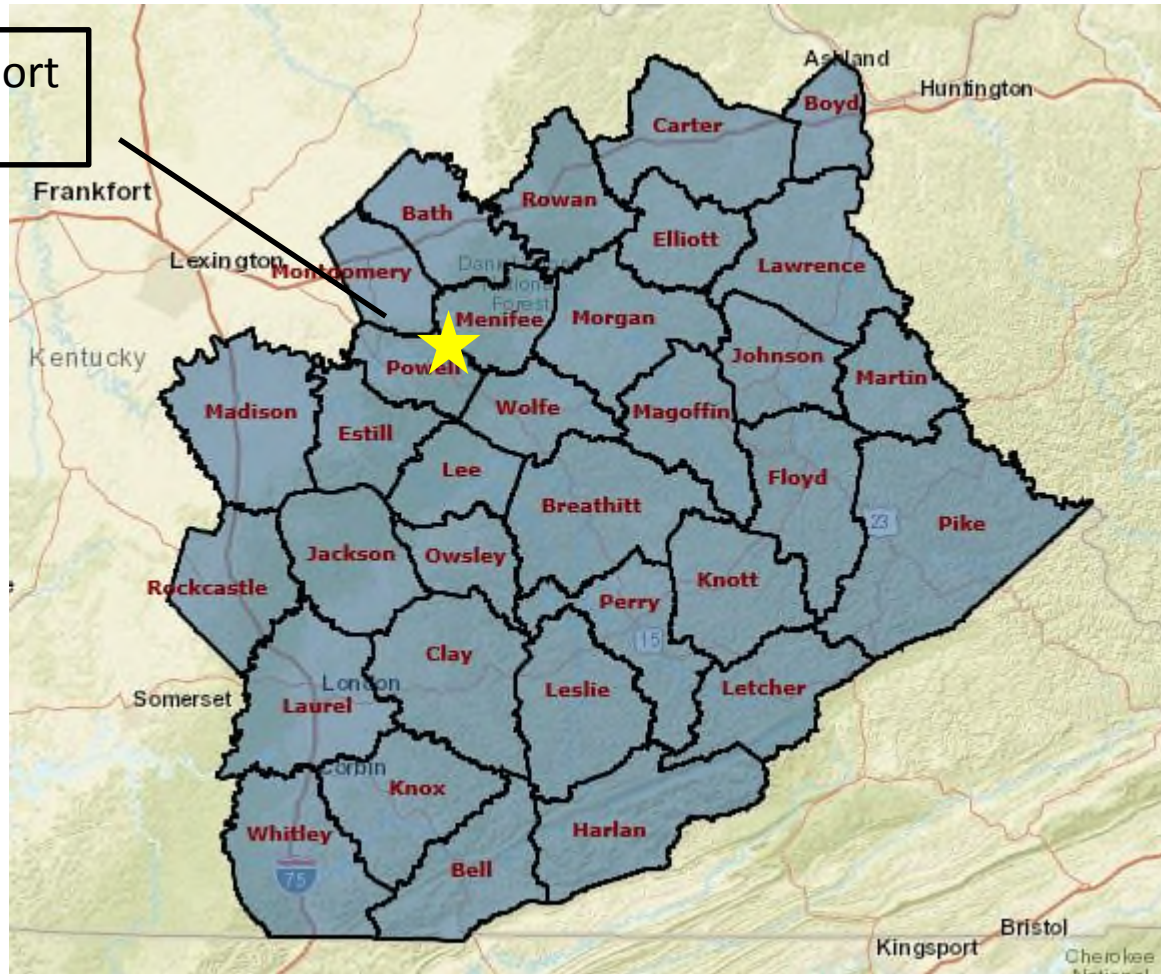 ort
Ashland
Huntington
Boyd
Carter
Frankfort
Rowan
Bath
Elliott
Lexington
Montgomery
Lawrence
National
Forest
Menifee
Morgan
Kentucky
Johnson
Powell
Martin
Madison
Wolfe
Magoffin
Estill
Lee
Floyd
Breathitt
23
Pike
Jackson
Owsley
Knott
Rockcastle
Perry
15
Clay
London
Leslie
Letcher
Somerset
Laurel
Corbin
Knox
Whitley
Harlan
Bell
75
Bristol
Kingsport
Cherokee